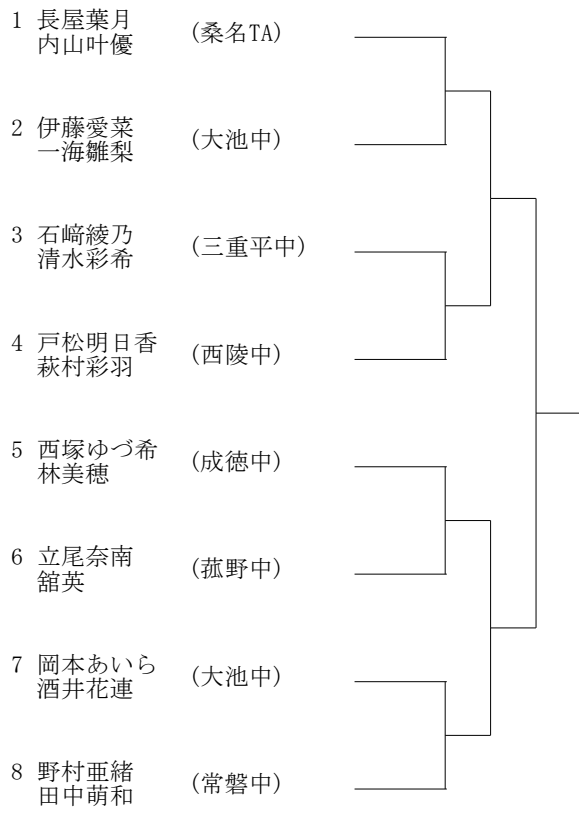 1 長屋葉月
内山叶優
(桑名TA)
2 伊藤愛菜
一海雛梨
(大池中)
3 石﨑綾乃
清水彩希
(三重平中)
4 戸松明日香
萩村彩羽
(西陵中)
5 西塚ゆづ希
林美穂
(成徳中)
6 立尾奈南
舘英
(菰野中)
7 岡本あいら
酒井花連
(大池中)
8 野村亜緒
田中萌和
(常磐中)